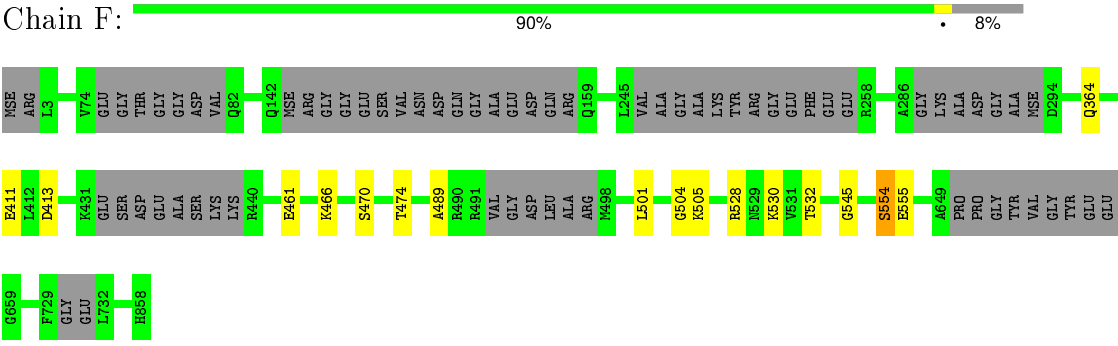 Chain F:
90%
•
8%
MSE ARG L3 V74 GLU GLY THR GLY GLY ASP VAL Q82 Q142 MSE ARG GLY GLY GLU SER VAL ASN ASP GLN GLY ALA GLU ASP GLN ARG Q159 L245 VAL ALA GLY ALA LYS TYR ARG GLY GLU PHE GLU GLU R258 A286 GLY LYS ALA ASP GLY ALA MSE D294 Q364
E411 L412 D413 K431 GLU SER ASP GLU ALA SER LYS LYS R440 E461 K466 S470 T474 A489 R490 R491 VAL GLY ASP LEU ALA ARG M498 L501 G504 K505 R528 N529 K530 V531 T532 G545 S554 E555 A649 PRO PRO GLY TYR VAL GLY TYR GLU GLU
G659 F729 GLY GLU L732 H858